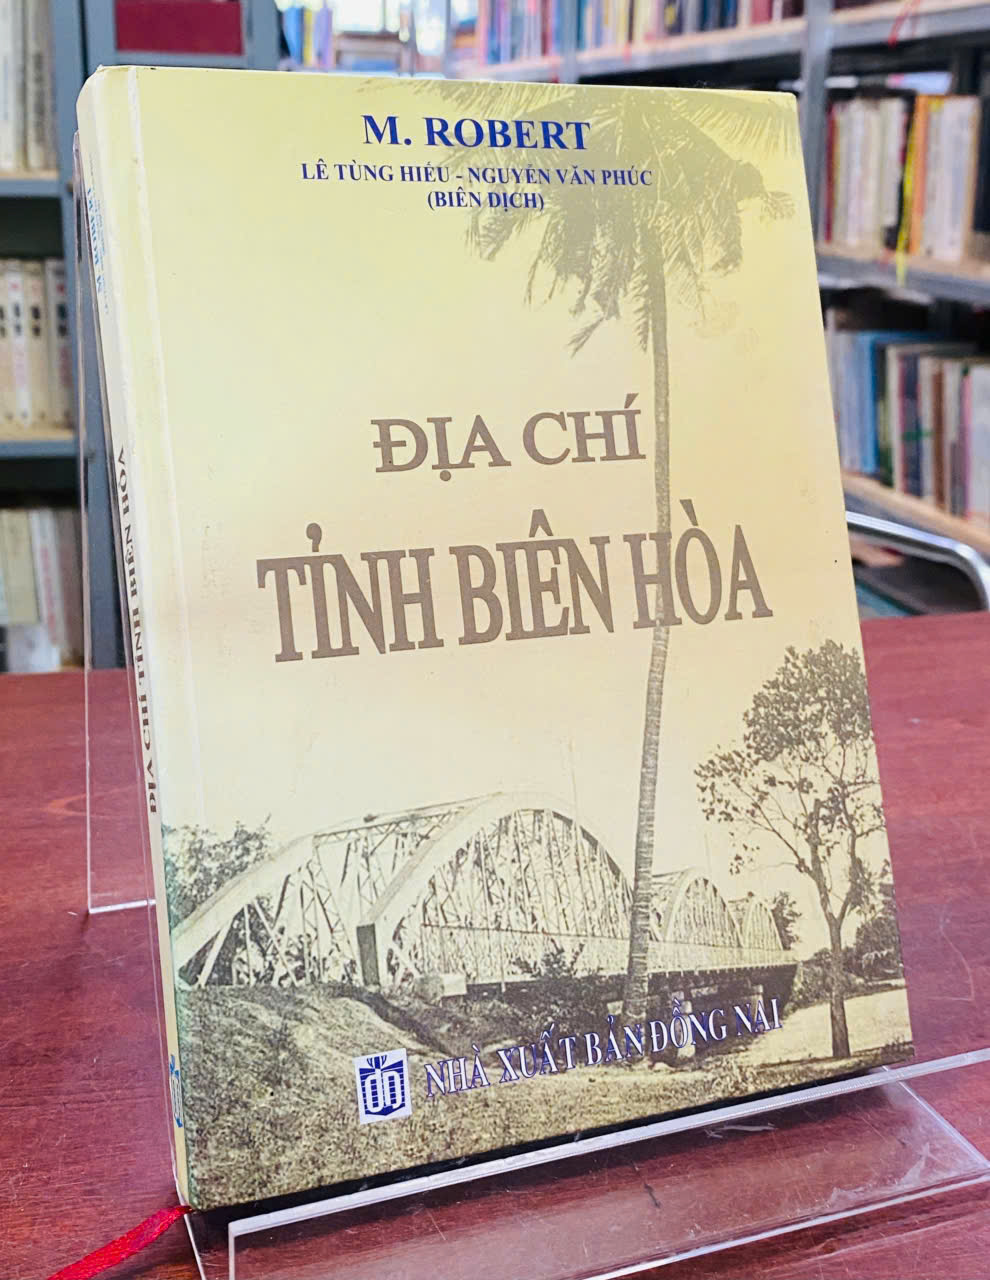 M. ROBERT
LÊ TÙNG HIẾU - NGUYỄN VĂN PHÚC
(BIÊN DỊCH)
ĐỊA CHÍ
TỈNH BIÊN HÒA
NHÀ XUẤT BẢN ĐỒNG NAI
M. ROBERT
ĐỊA CHÍ TỈNH BIÊN HÒA